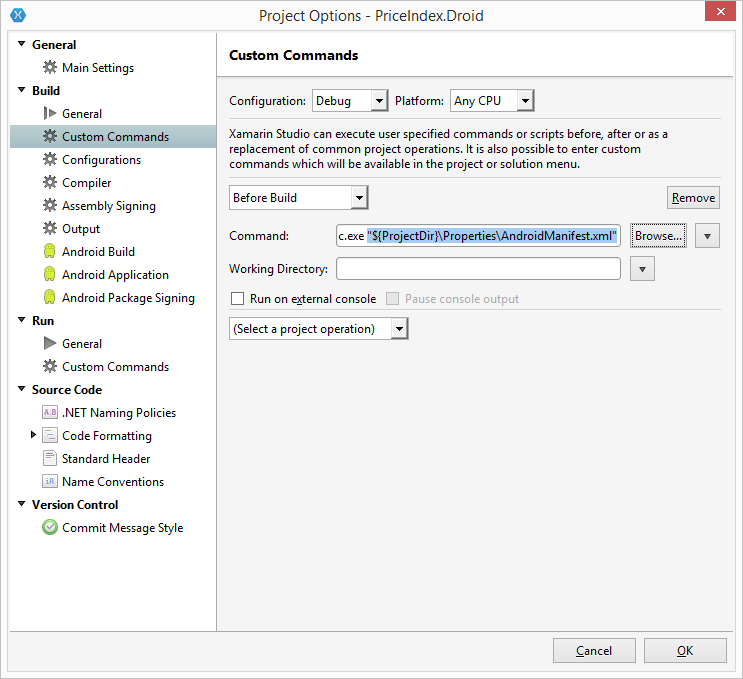 Project Options - PriceIndex.Droid
General
Main Settings
Build
General
Custom Commands
Configurations
Compiler
Assembly Signing
Output
Android Build
Android Application
Android Package Signing
Run
General
Custom Commands
Source Code
A.B .NET Naming Policies
Code Formatting
Standard Header
iR Name Conventions
Version Control
Commit Message Style
Custom Commands
Configuration: Debug Platform: Any CPU
Xamarin Studio can execute user specified commands or scripts before, after or as a
replacement of common project operations. It is also possible to enter custom
commands which will be available in the project or solution menu.
Before Build Remove
Command: c.exe "${ProjectDir}\Properties\AndroidManifest.xml" Browse...
Working Directory:
Run on external console Pause console output
(Select a project operation)
Cancel OK